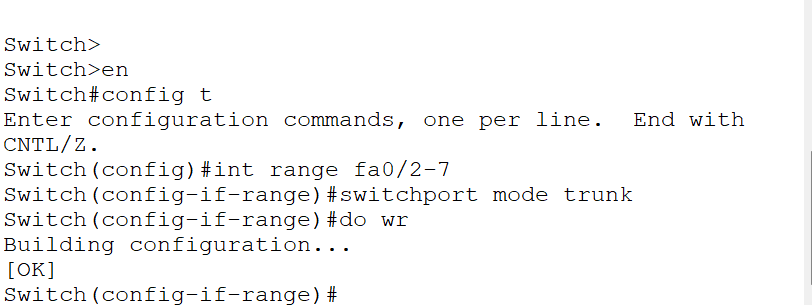 Switch>
Switch>en
Switch#config t
Enter configuration commands, one per line.  End with
CNTL/Z.
Switch(config)#int range fa0/2-7
Switch(config-if-range)#switchport mode trunk
Switch(config-if-range)#do wr
Building configuration...
[OK]
Switch(config-if-range)#